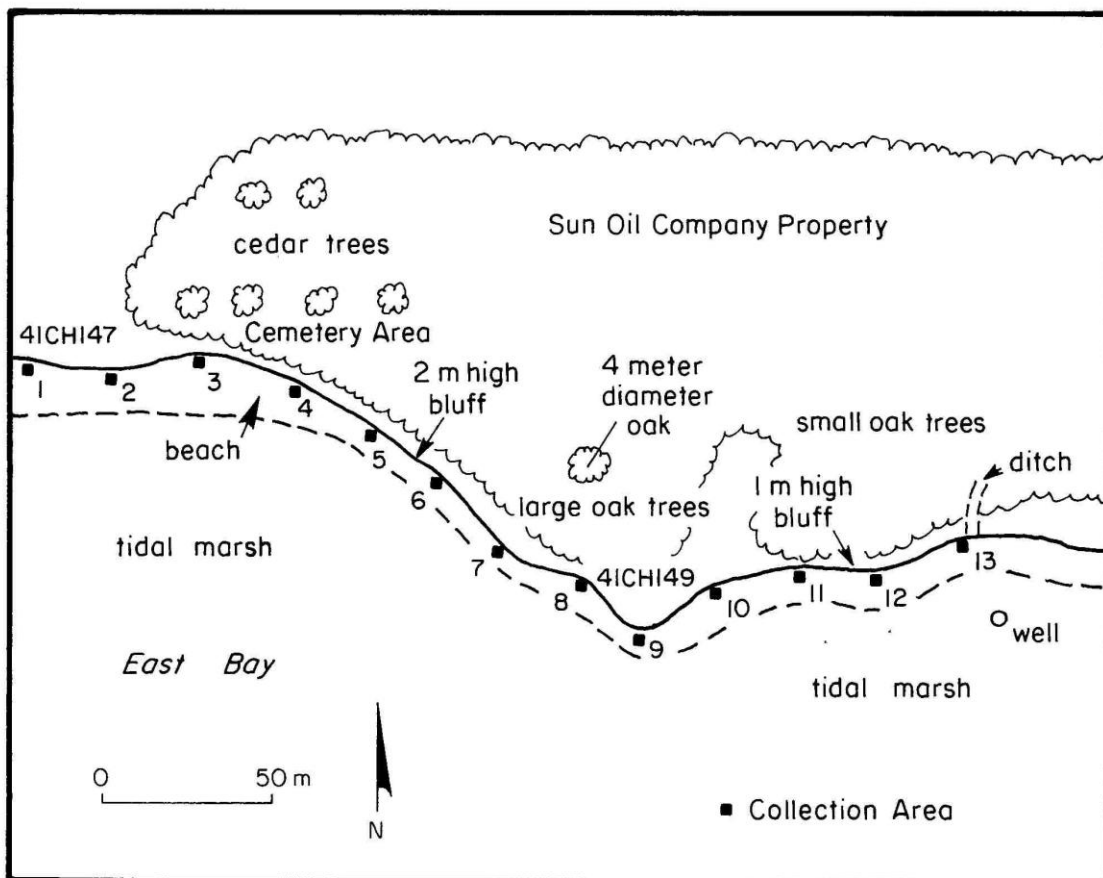 Sun Oil Company Property
cedar trees
41CH147
Cemetery Area
1
2
3
4
5
6
7
8
9
10
11
12
13
beach
2 m high
bluff
4 meter
diameter
oak
small oak trees
ditch
large oak trees
1 m high
bluff
tidal marsh
41CH149
well
East Bay
tidal marsh
0 50 m
N
Collection Area